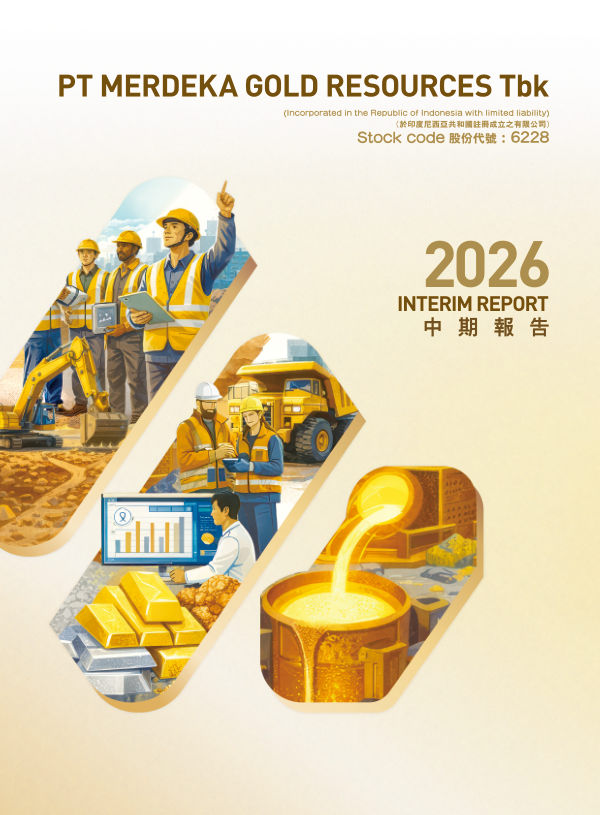 PT MERDEKA GOLD RESOURCES Tbk
(Incorporated in the Republic of Indonesia with limited liability)
（於印度尼西亞共和國註冊成立之有限公司）
Stock code 股份代號：6228
2026
INTERIM REPORT
中期報告